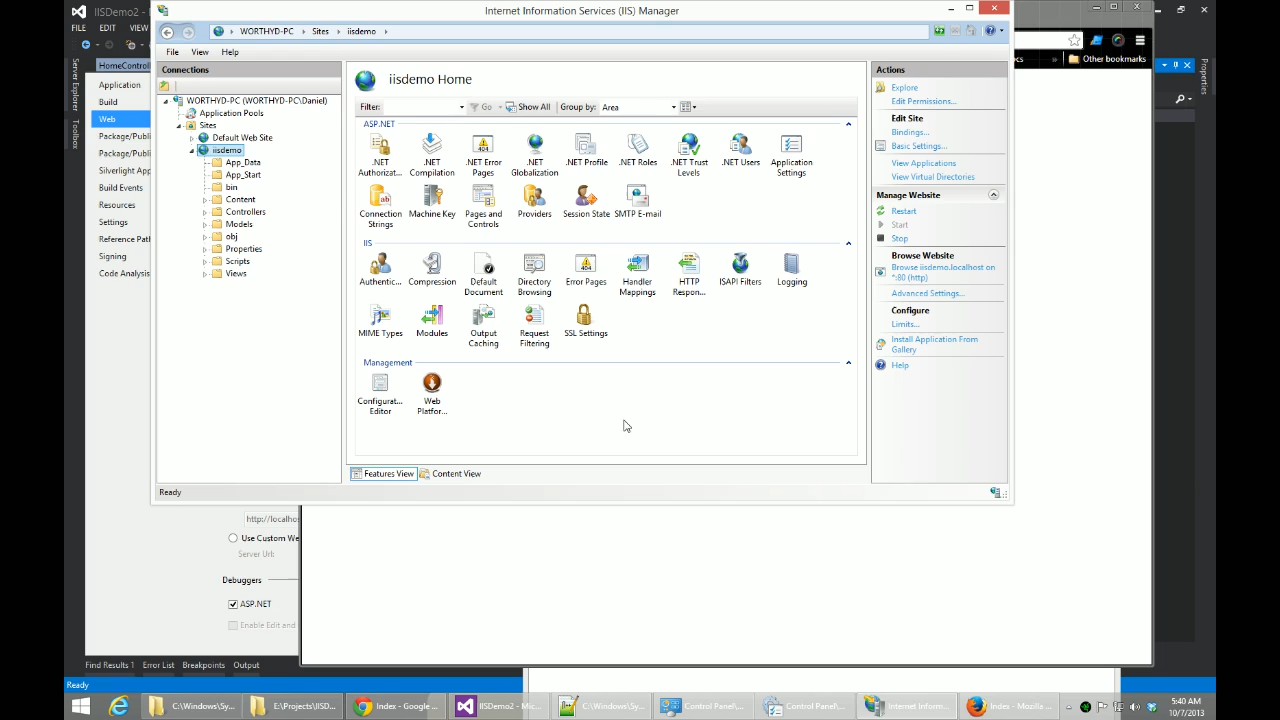 IISDemo2 - Mic
Internet Information Services (IIS) Manager
FILE EDIT VIEW
WORTHYD-PC ▸ Sites ▸ iisdemo ▸
File View Help
Other bookmarks
HomeControll
Server Explorer
Toolbox
Properties
Application
Build
Web
Package/Publi
Package/Publi
Silverlight App
Build Events
Resources
Settings
Reference Pat
Signing
Code Analysis
Connections
WORTHYD-PC (WORTHYD-PC\Daniel)
Application Pools
Sites
Default Web Site
iisdemo
App_Data
App_Start
bin
Content
Controllers
Models
obj
Properties
Scripts
Views
iisdemo Home
Filter: Go Show All Group by: Area
ASP.NET
.NET Authorizat...
.NET Compilation
.NET Error Pages
.NET Globalization
.NET Profile
.NET Roles
.NET Trust Levels
.NET Users
Application Settings
Connection Strings
Machine Key
Pages and Controls
Providers
Session State
SMTP E-mail
IIS
Authentic...
Compression
Default Document
Directory Browsing
Error Pages
Handler Mappings
HTTP Respon...
ISAPI Filters
Logging
MIME Types
Modules
Output Caching
Request Filtering
SSL Settings
Management
Configurat... Editor
Web Platfor...
Features View Content View
Ready
Actions
Explore
Edit Permissions...
Edit Site
Bindings...
Basic Settings...
View Applications
View Virtual Directories
Manage Website
Restart
Start
Stop
Browse Website
Browse iisdemo.localhost on
*:80 (http)
Advanced Settings...
Configure
Limits...
Install Application From
Gallery
Help
http://localhos
Use Custom We
Server Url:
Debuggers
ASP.NET
Enable Edit and
Find Results 1 Error List Breakpoints Output
Ready
C:\Windows\Sy... E:\Projects\IISD... Index - Google ... IISDemo2 - Mic... C:\Windows\Sy... Control Panel\... Control Panel\... Internet Inform... Index - Mozilla ...
5:40 AM
10/7/2013